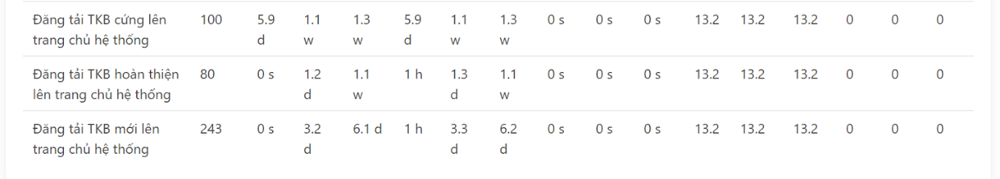 Đăng tải TKB cứng lên 100 5.9 1.1 1.3 5.9 1.1 1.3 0 s 0 s 0 s 13.2 13.2 13.2 0 0 0
trang chủ hệ thống d w w d w w
Đăng tải TKB hoàn thiện 80 0 s 1.2 1.1 1 h 1.3 1.1 0 s 0 s 0 s 13.2 13.2 13.2 0 0 0
lên trang chủ hệ thống d w d w
Đăng tải TKB mới lên 243 0 s 3.2 6.1 d 1 h 3.3 6.2 0 s 0 s 0 s 13.2 13.2 13.2 0 0 0
trang chủ hệ thống d d d